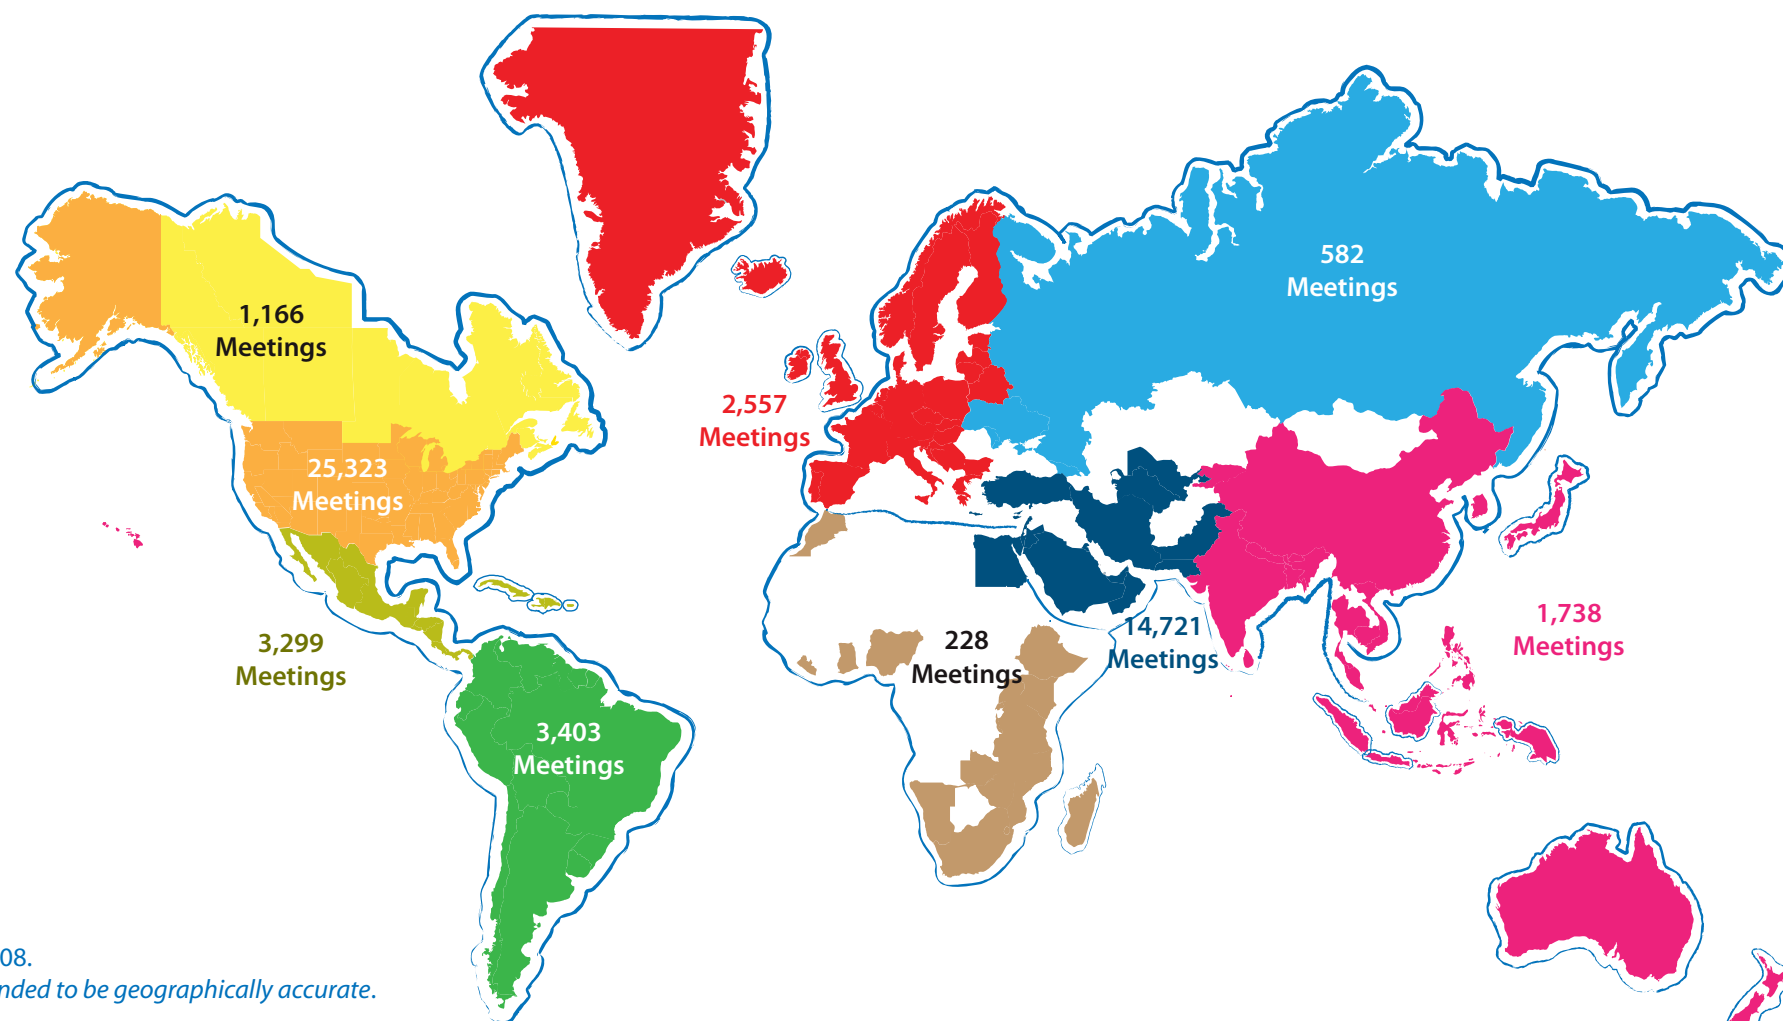 582
Meetings
1,166
Meetings
2,557
Meetings
25,323
Meetings
3,299
Meetings
228
Meetings
14,721
Meetings
1,738
Meetings
3,403
Meetings
08.
nded to be geographically accurate.